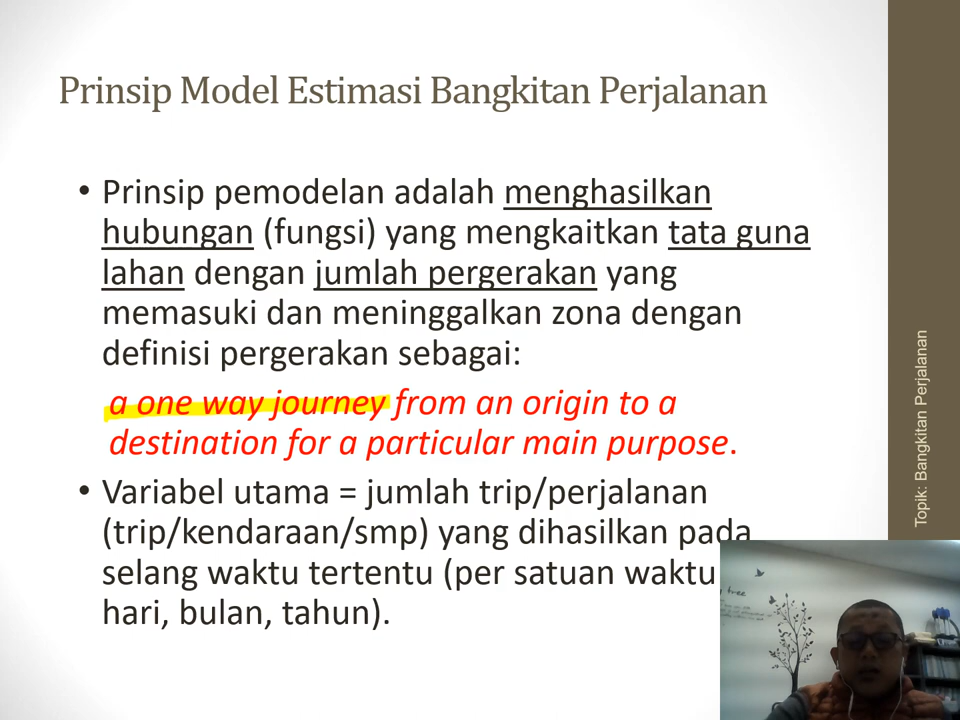 Prinsip Model Estimasi Bangkitan Perjalanan
• Prinsip pemodelan adalah menghasilkan
hubungan (fungsi) yang mengkaitkan tata guna
lahan dengan jumlah pergerakan yang
memasuki dan meninggalkan zona dengan
definisi pergerakan sebagai:
a one way journey from an origin to a
destination for a particular main purpose.
• Variabel utama = jumlah trip/perjalanan
(trip/kendaraan/smp) yang dihasilkan pada
selang waktu tertentu (per satuan waktu
hari, bulan, tahun).
Topik: Bangkitan Perjalanan
tree